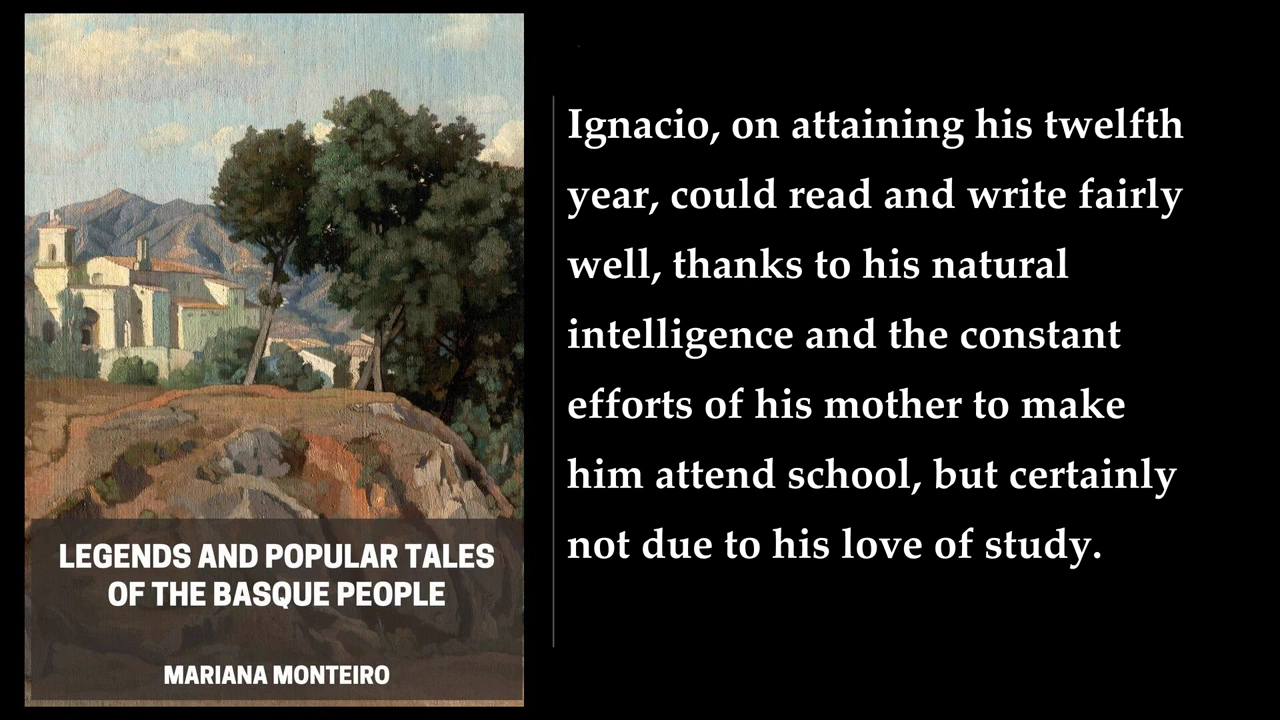 LEGENDS AND POPULAR TALES
OF THE BASQUE PEOPLE
MARIANA MONTEIRO
Ignacio, on attaining his twelfth
year, could read and write fairly
well, thanks to his natural
intelligence and the constant
efforts of his mother to make
him attend school, but certainly
not due to his love of study.